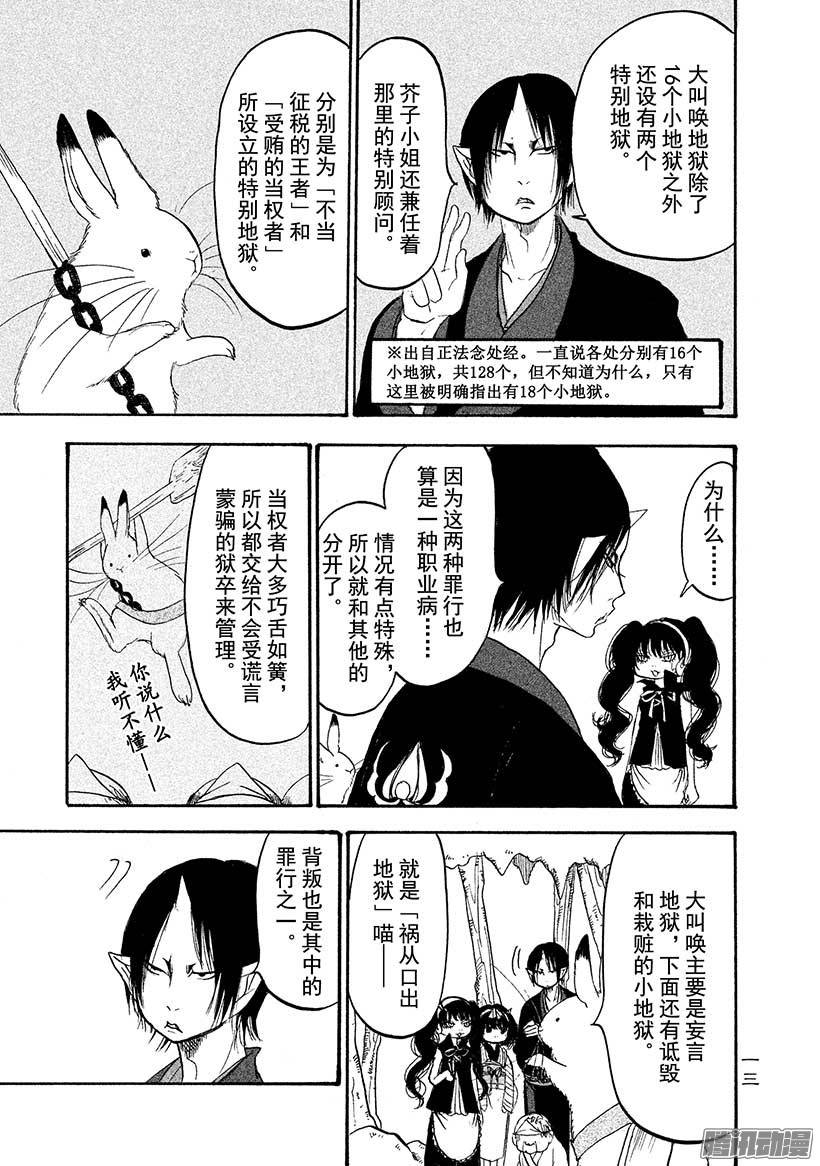 大叫唤地狱除了
16个小地狱之外
还设有两个
特别地狱。
芥子小姐还兼任着
那里的特别顾问。
※出自正法念处经。一直说各处分别有16个
小地狱，共128个，但不知道为什么，只有
这里被明确指出有18个小地狱。
分别是为「不当
征税的王者」和
「受贿的当权者」
所设立的特别地狱。
为什么……
因为这两种罪行也
算是一种职业病……
情况有点特殊，
所以就和其他的
分开了。
当权者大多巧舌如簧，
所以都交给不会受谎言
蒙骗的狱卒来管理。
你说什么
我听不懂——
大叫唤主要是妄言
地狱，下面还有诋毁
和栽赃的小地狱。
就是「祸从口出
地狱」喵——
背叛也是其中的
罪行之一。
一三
腾讯动漫